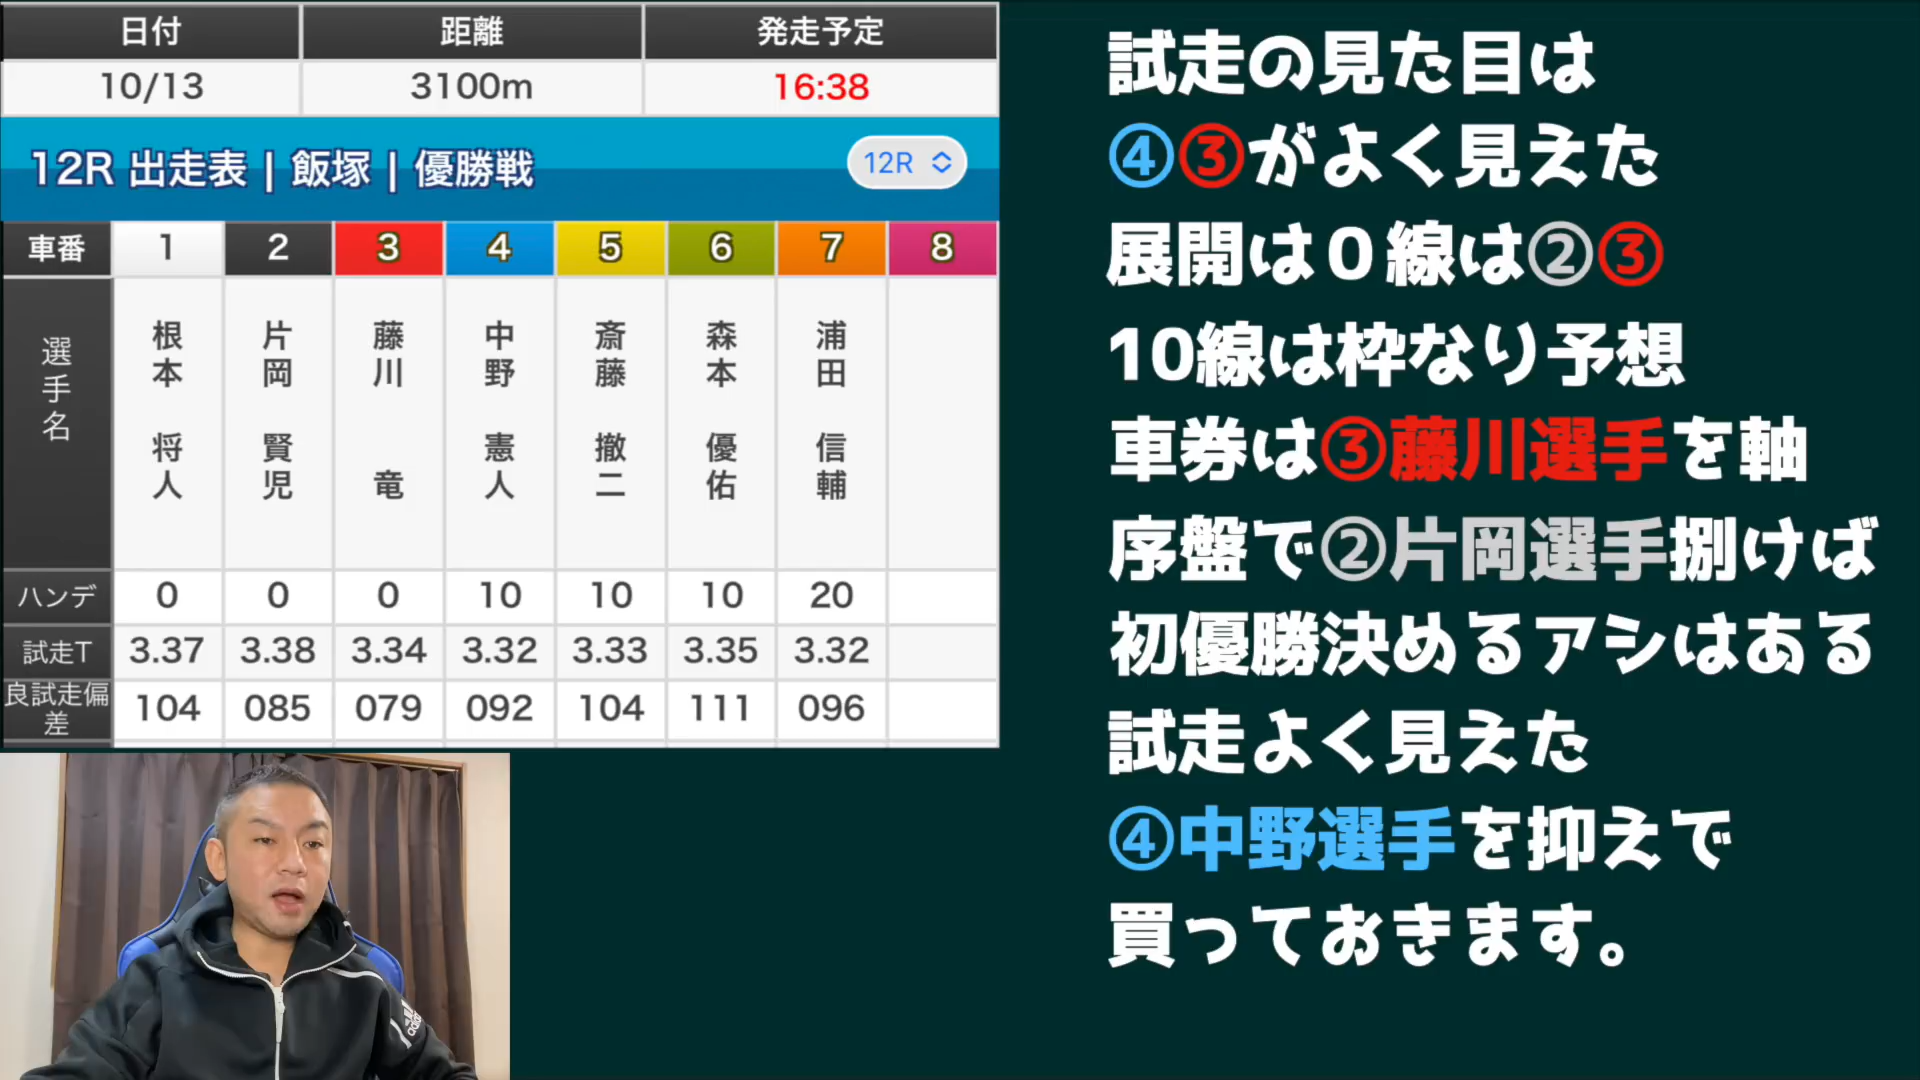 日付 距離 発走予定
10/13 3100m 16:38
12R 出走表 | 飯塚 | 優勝戦 12R
車番 1 2 3 4 5 6 7 8
選手名 根本 将人 片岡 賢児 藤川 竜 中野 憲人 斎藤 撤二 森本 優佑 浦田 信輔
ハンデ 0 0 0 10 10 10 20
試走T 3.37 3.38 3.34 3.32 3.33 3.35 3.32
良試走偏差 104 085 079 092 104 111 096
試走の見た目は
④③がよく見えた
展開は0線は②③
10線は枠なり予想
車券は③藤川選手を軸
序盤で②片岡選手捌けば
初優勝決めるアシはある
試走よく見えた
④中野選手を抑えで
買っておきます。
adidas